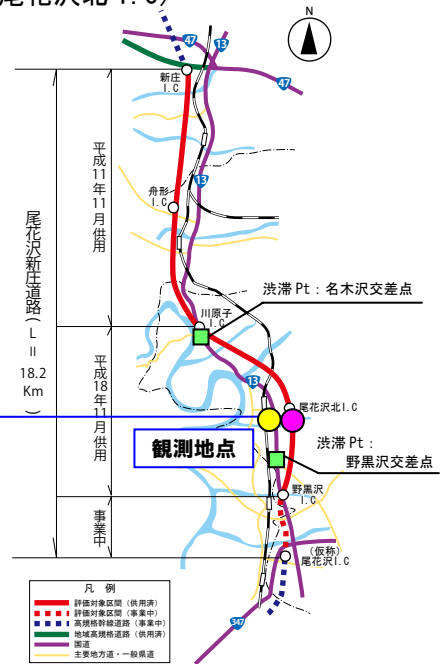 尾花沢北 I.C)
N
47
13
47
新庄
I.C
平成11年11月供用
13
舟形
I.C
尾花沢新庄道路(L=18.2Km)
渋滞 Pt：名木沢交差点
川原子
I.C
平成18年11月供用
13
尾花沢北I.C
観測地点
渋滞 Pt：
野黒沢交差点
野黒沢
I.C
事業中
(仮称)
尾花沢I.C
347
凡 例
評価対象区間（供用済）
評価対象区間（事業中）
高規格幹線道路（事業中）
地域高規格道路（供用済）
国道
主要地方道・一般県道